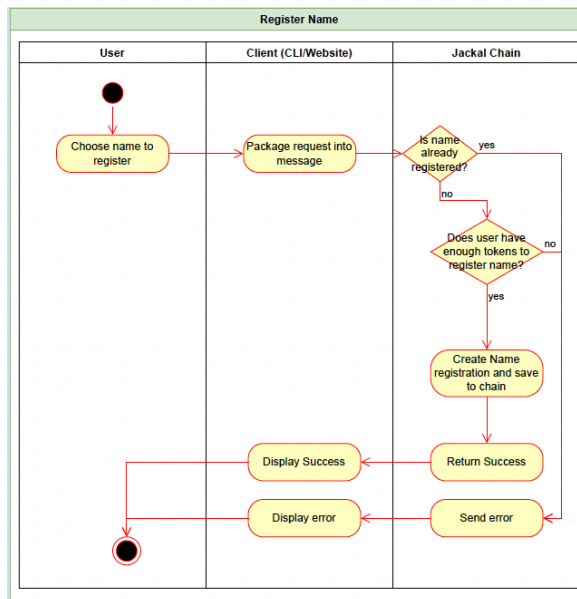 Register Name
User
Client (CLI/Website)
Jackal Chain
Choose name to
register
Package request into
message
Is name
already
registered?
yes
no
Does user have
enough tokens to
register name?
no
yes
Create Name
registration and save
to chain
Display Success
Return Success
Display error
Send error